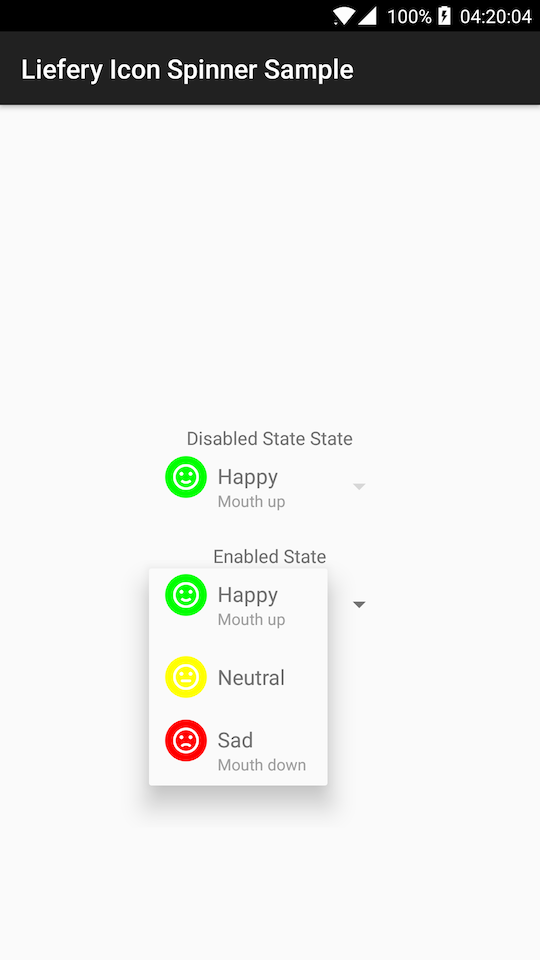 100% 04:20:04
Liefery Icon Spinner Sample
Disabled State State
Happy
Mouth up
Enabled State
Happy
Mouth up
Neutral
Sad
Mouth down